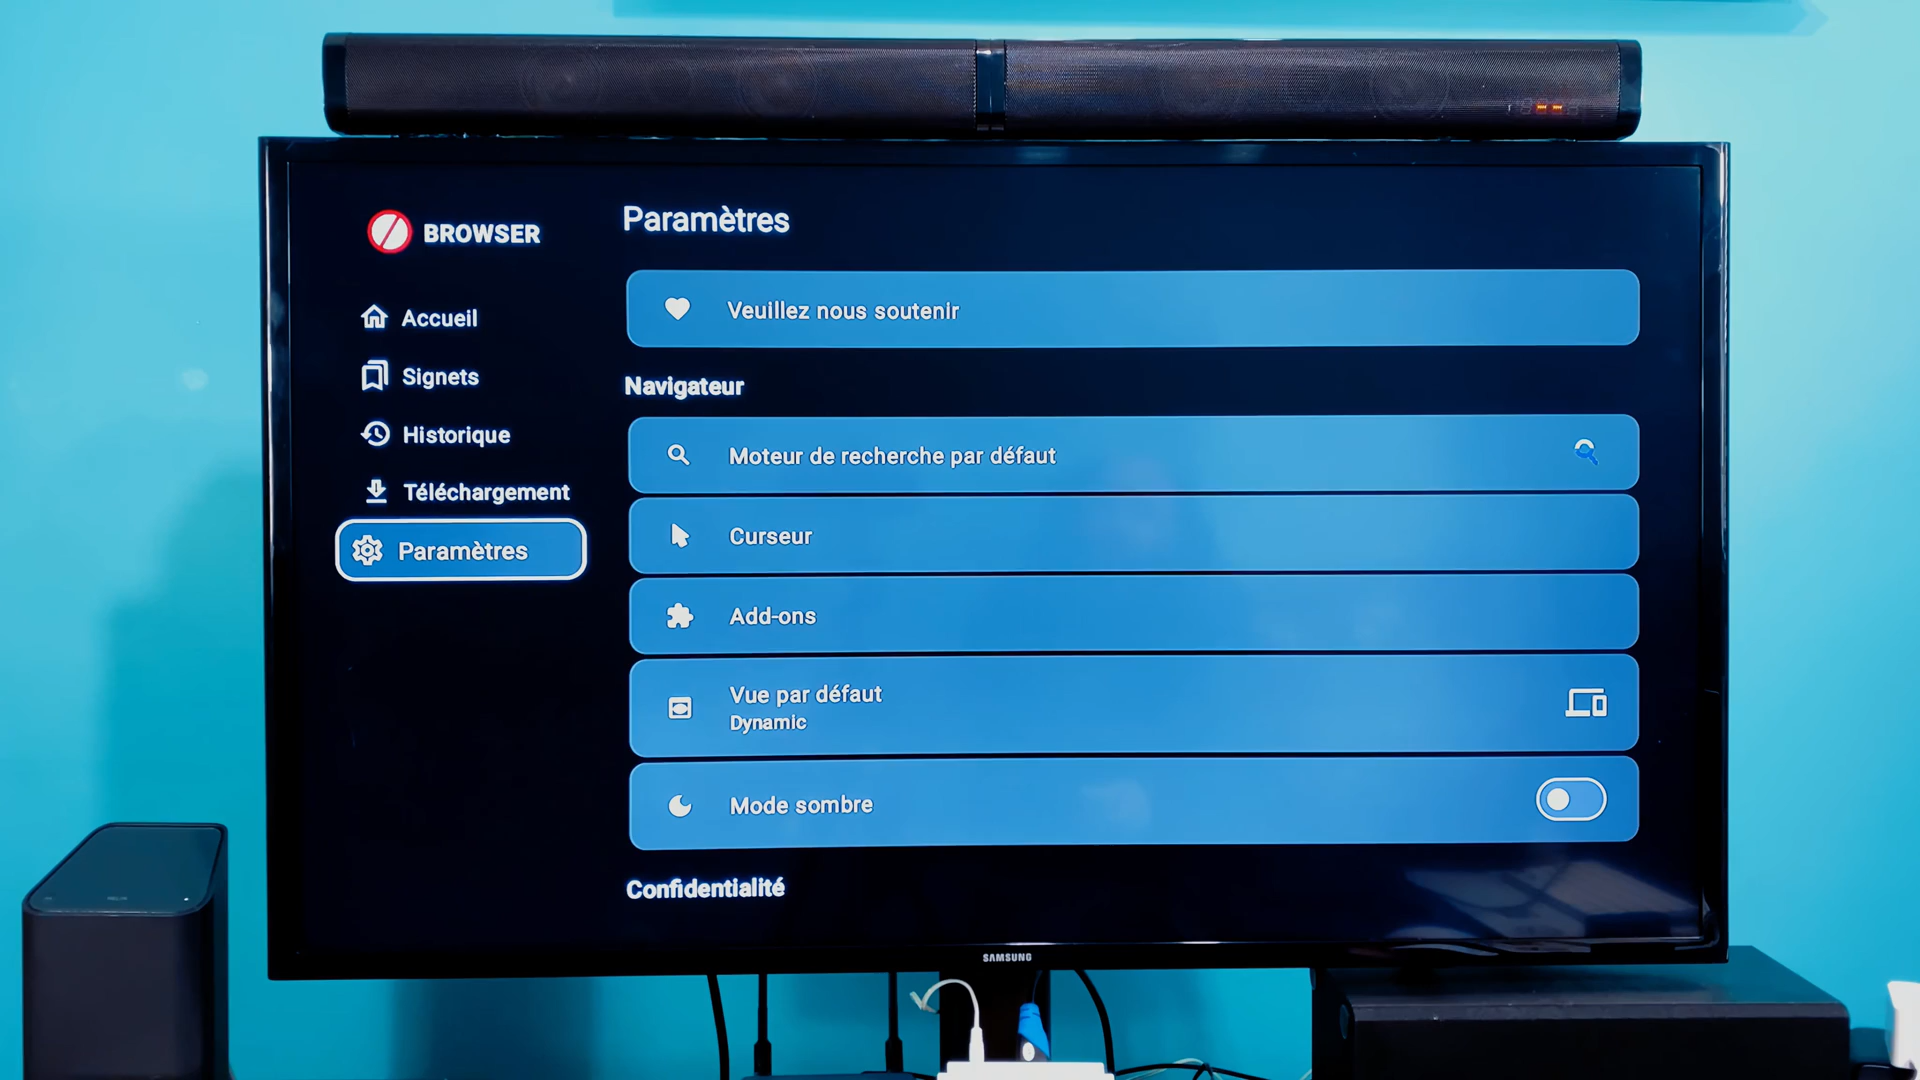 BROWSER
Accueil
Signets
Historique
Téléchargement
Paramètres
Paramètres
Veuillez nous soutenir
Navigateur
Moteur de recherche par défaut
Curseur
Add-ons
Vue par défaut
Dynamic
Mode sombre
Confidentialité
SAMSUNG